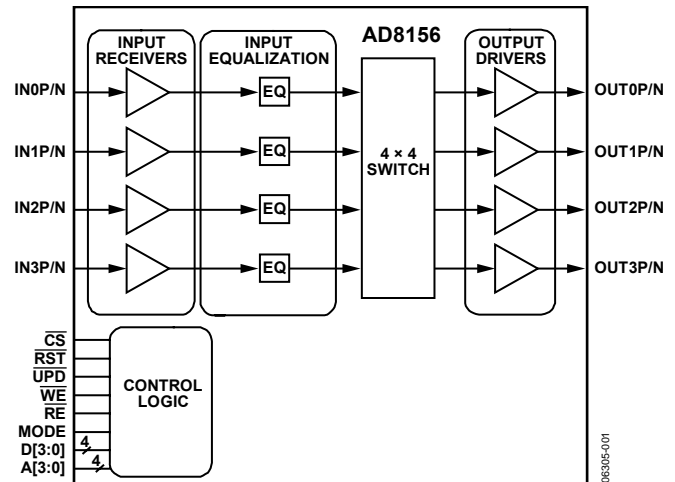 AD8156
INPUT
RECEIVERS
INPUT
EQUALIZATION
OUTPUT
DRIVERS
IN0P/N
EQ
OUT0P/N
IN1P/N
EQ
OUT1P/N
4 × 4
SWITCH
IN2P/N
EQ
OUT2P/N
IN3P/N
EQ
OUT3P/N
CS
RST
UPD
WE
RE
MODE
D[3:0]
4
A[3:0]
4
CONTROL
LOGIC
06305-001